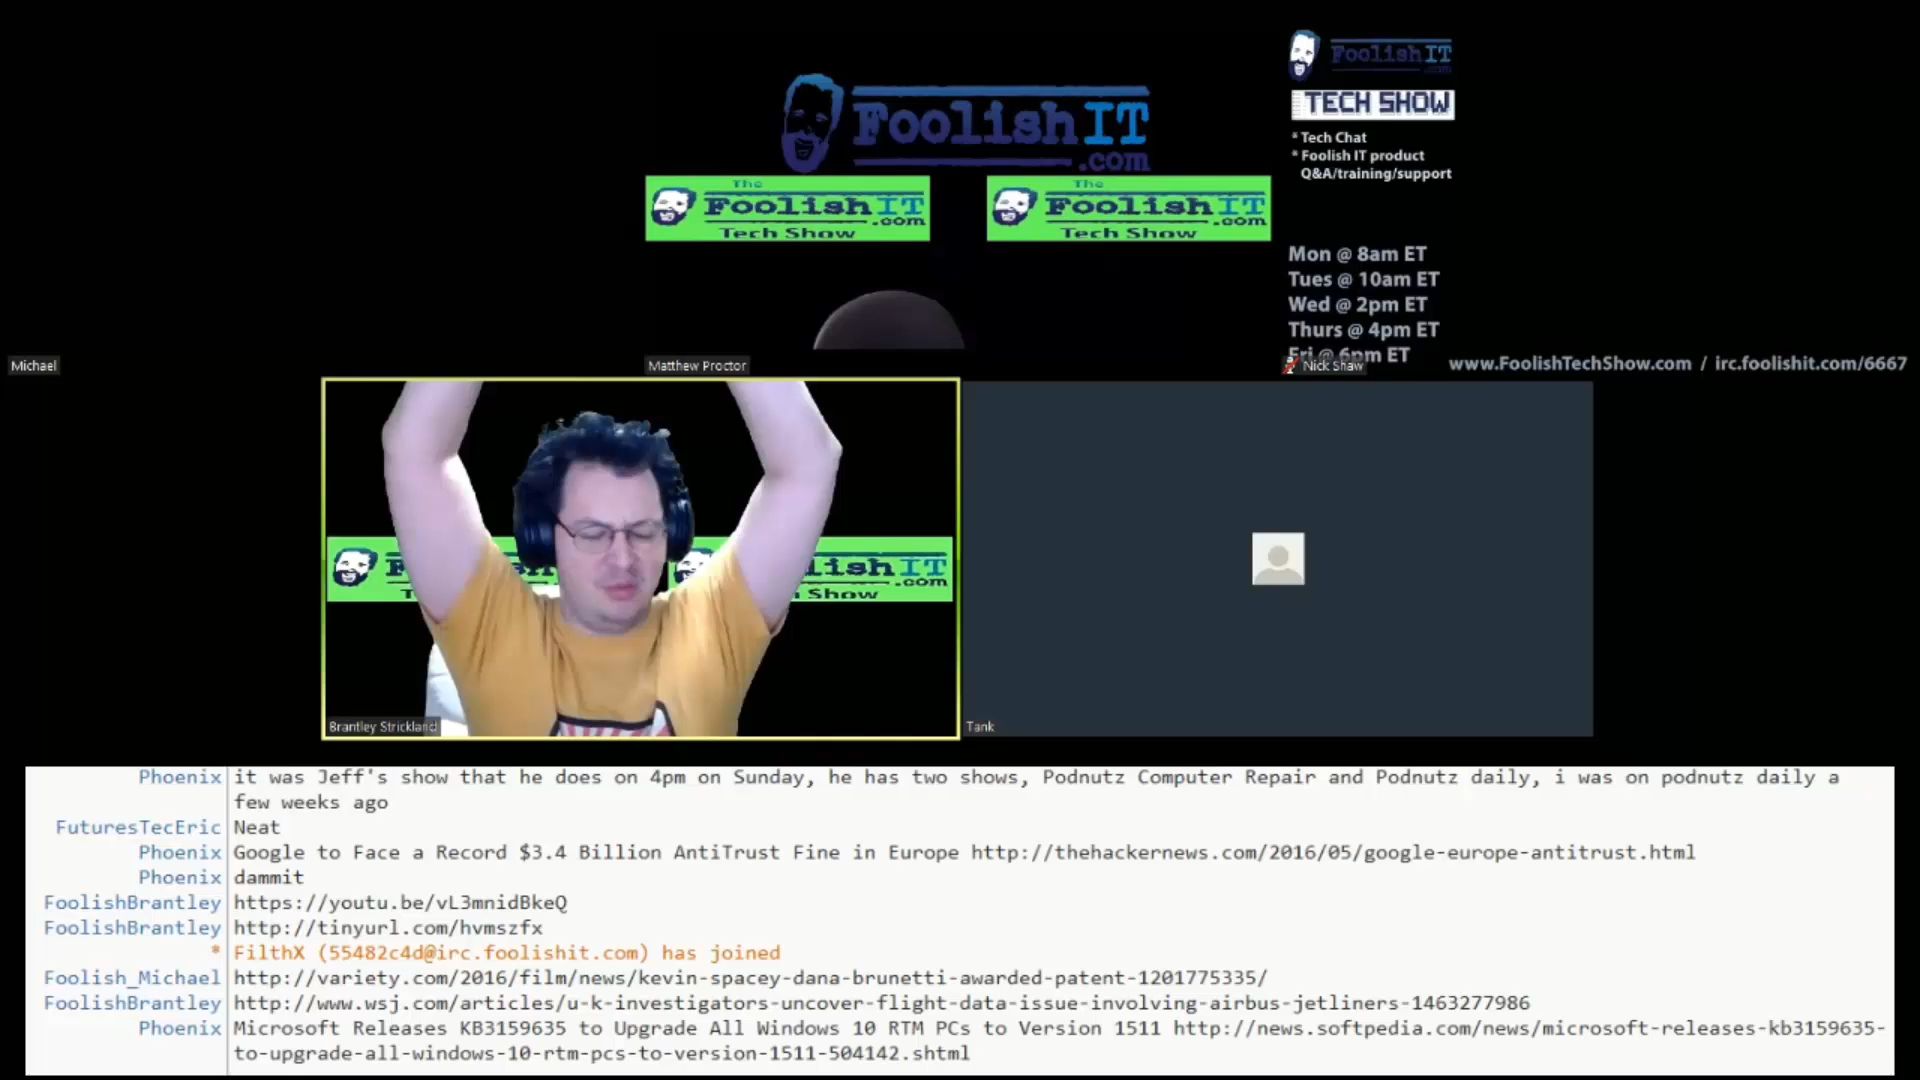 FoolishIT
.com
FoolishIT
.com
TECH SHOW
* Tech Chat
* Foolish IT product
Q&A/training/support
The
FoolishIT
.com
Tech Show
The
FoolishIT
.com
Tech Show
Mon @ 8am ET
Tues @ 10am ET
Wed @ 2pm ET
Thurs @ 4pm ET
Fri @ 6pm ET
Michael
Matthew Proctor
Nick Shaw
www.FoolishTechShow.com / irc.foolishit.com/6667
lishIT
.com
Show
Brantley Strickland
Tank
Phoenix it was Jeff's show that he does on 4pm on Sunday, he has two shows, Podnutz Computer Repair and Podnutz daily, i was on podnutz daily a
few weeks ago
FuturesTecEric Neat
Phoenix Google to Face a Record $3.4 Billion AntiTrust Fine in Europe http://thehackernews.com/2016/05/google-europe-antitrust.html
Phoenix dammit
FoolishBrantley https://youtu.be/vL3mnidBkeQ
FoolishBrantley http://tinyurl.com/hvmszfx
* FilthX (55482c4d@irc.foolishit.com) has joined
Foolish_Michael http://variety.com/2016/film/news/kevin-spacey-dana-brunetti-awarded-patent-1201775335/
FoolishBrantley http://www.wsj.com/articles/u-k-investigators-uncover-flight-data-issue-involving-airbus-jetliners-1463277986
Phoenix Microsoft Releases KB3159635 to Upgrade All Windows 10 RTM PCs to Version 1511 http://news.softpedia.com/news/microsoft-releases-kb3159635-
to-upgrade-all-windows-10-rtm-pcs-to-version-1511-504142.shtml